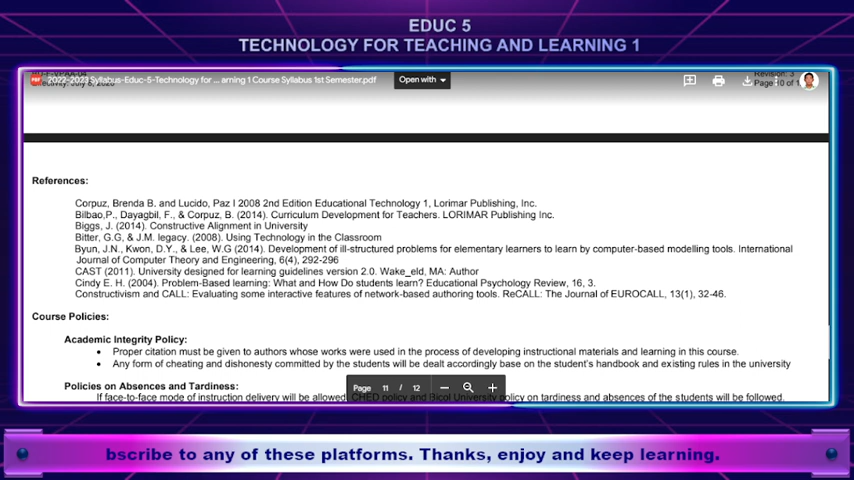 EDUC 5
TECHNOLOGY FOR TEACHING AND LEARNING 1
2022-2023 Syllabus-Educ-5-Technology for ... arning 1 Course Syllabus 1st Semester.pdf
Open with
Revision: 3
Page 10 of 1
References:
Corpuz, Brenda B. and Lucido, Paz I 2008 2nd Edition Educational Technology 1, Lorimar Publishing, Inc.
Bilbao,P., Dayagbil, F., & Corpuz, B. (2014). Curriculum Development for Teachers. LORIMAR Publishing Inc.
Biggs, J. (2014). Constructive Alignment in University
Bitter, G.G, & J.M. legacy. (2008). Using Technology in the Classroom
Byun, J.N., Kwon, D.Y., & Lee, W.G (2014). Development of ill-structured problems for elementary learners to learn by computer-based modelling tools. International
Journal of Computer Theory and Engineering, 6(4), 292-296
CAST (2011). University designed for learning guidelines version 2.0. Wake_eld, MA: Author
Cindy E. H. (2004). Problem-Based learning: What and How Do students learn? Educational Psychology Review, 16, 3.
Constructivism and CALL: Evaluating some interactive features of network-based authoring tools. ReCALL: The Journal of EUROCALL, 13(1), 32-46.
Course Policies:
Academic Integrity Policy:
• Proper citation must be given to authors whose works were used in the process of developing instructional materials and learning in this course.
• Any form of cheating and dishonesty committed by the students will be dealt accordingly base on the student's handbook and existing rules in the university
Policies on Absences and Tardiness:
If face-to-face mode of instruction delivery will be allowed, CHED policy and Bicol University policy on tardiness and absences of the students will be followed.
Page 11 / 12
bscribe to any of these platforms. Thanks, enjoy and keep learning.